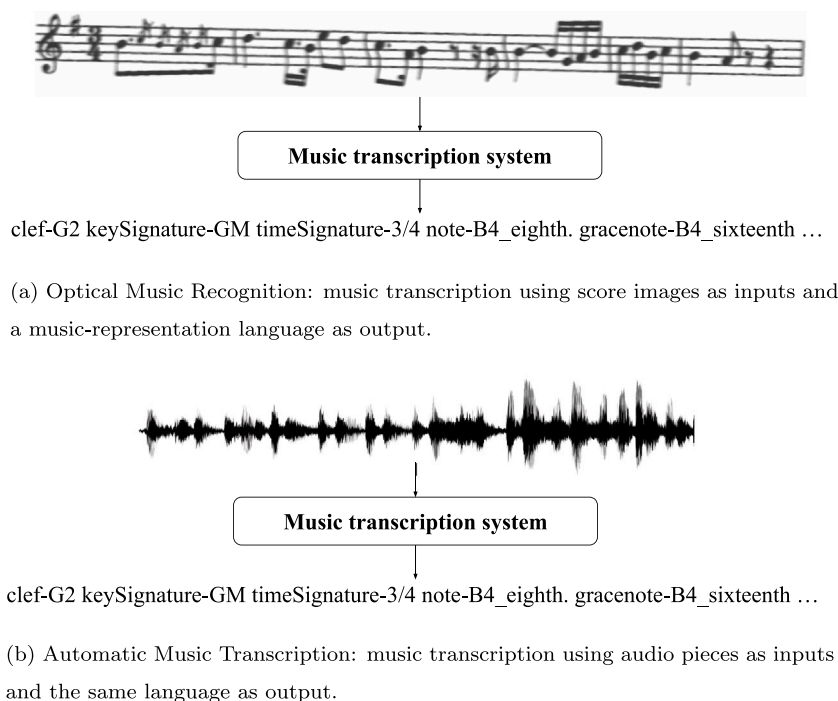 3
4
Music transcription system
clef-G2 keySignature-GM timeSignature-3/4 note-B4_eighth. gracenote-B4_sixteenth …
(a) Optical Music Recognition: music transcription using score images as inputs and
a music-representation language as output.
Music transcription system
clef-G2 keySignature-GM timeSignature-3/4 note-B4_eighth. gracenote-B4_sixteenth …
(b) Automatic Music Transcription: music transcription using audio pieces as inputs
and the same language as output.